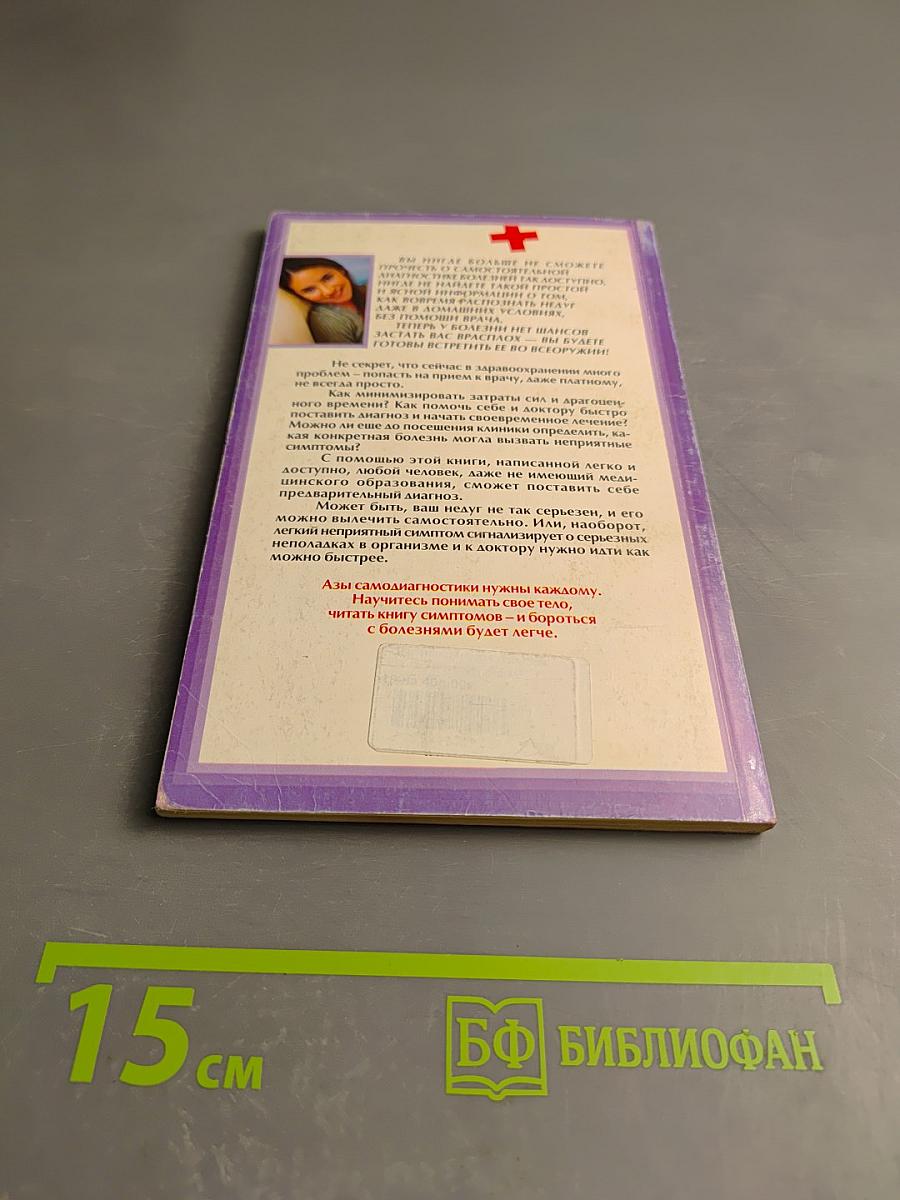 ВЫ НИГДЕ БОЛЬШЕ НЕ СМОЖЕТЕ
ПРОЧЕСТЬ О САМОСТОЯТЕЛЬНОЙ
ДИАГНОСТИКЕ БОЛЕЗНЕЙ ТАК ДОСТУПНО,
НИГДЕ НЕ НАЙДЕТЕ ТАКОЙ ПРОСТОЙ
И ЯСНОЙ ИНФОРМАЦИИ О ТОМ,
КАК ВОВРЕМЯ РАСПОЗНАТЬ НЕДУГ
ДАЖЕ В ДОМАШНИХ УСЛОВИЯХ,
БЕЗ ПОМОЩИ ВРАЧА.
ТЕПЕРЬ У БОЛЕЗНИ НЕТ ШАНСОВ
ЗАСТАТЬ ВАС ВРАСПЛОХ — ВЫ БУДЕТЕ
ГОТОВЫ ВСТРЕТИТЬ ЕЕ ВО ВСЕОРУЖИИ!
Не секрет, что сейчас в здравоохранении много
проблем – попасть на прием к врачу, даже платному,
не всегда просто.
Как минимизировать затраты сил и драгоцен-
ного времени? Как помочь себе и доктору быстро
поставить диагноз и начать своевременное лечение?
Можно ли еще до посещения клиники определить, ка-
кая конкретная болезнь могла вызвать неприятные
симптомы?
С помощью этой книги, написанной легко и
доступно, любой человек, даже не имеющий меди-
цинского образования, сможет поставить себе
предварительный диагноз.
Может быть, ваш недуг не так серьезен, и его
можно вылечить самостоятельно. Или, наоборот,
легкий неприятный симптом сигнализирует о серьезных
неполадках в организме и к доктору нужно идти как
можно быстрее.
Азы самодиагностики нужны каждому.
Научитесь понимать свое тело,
читать книгу симптомов – и бороться
с болезнями будет легче.
15 см
БФ БИБЛИОФАН